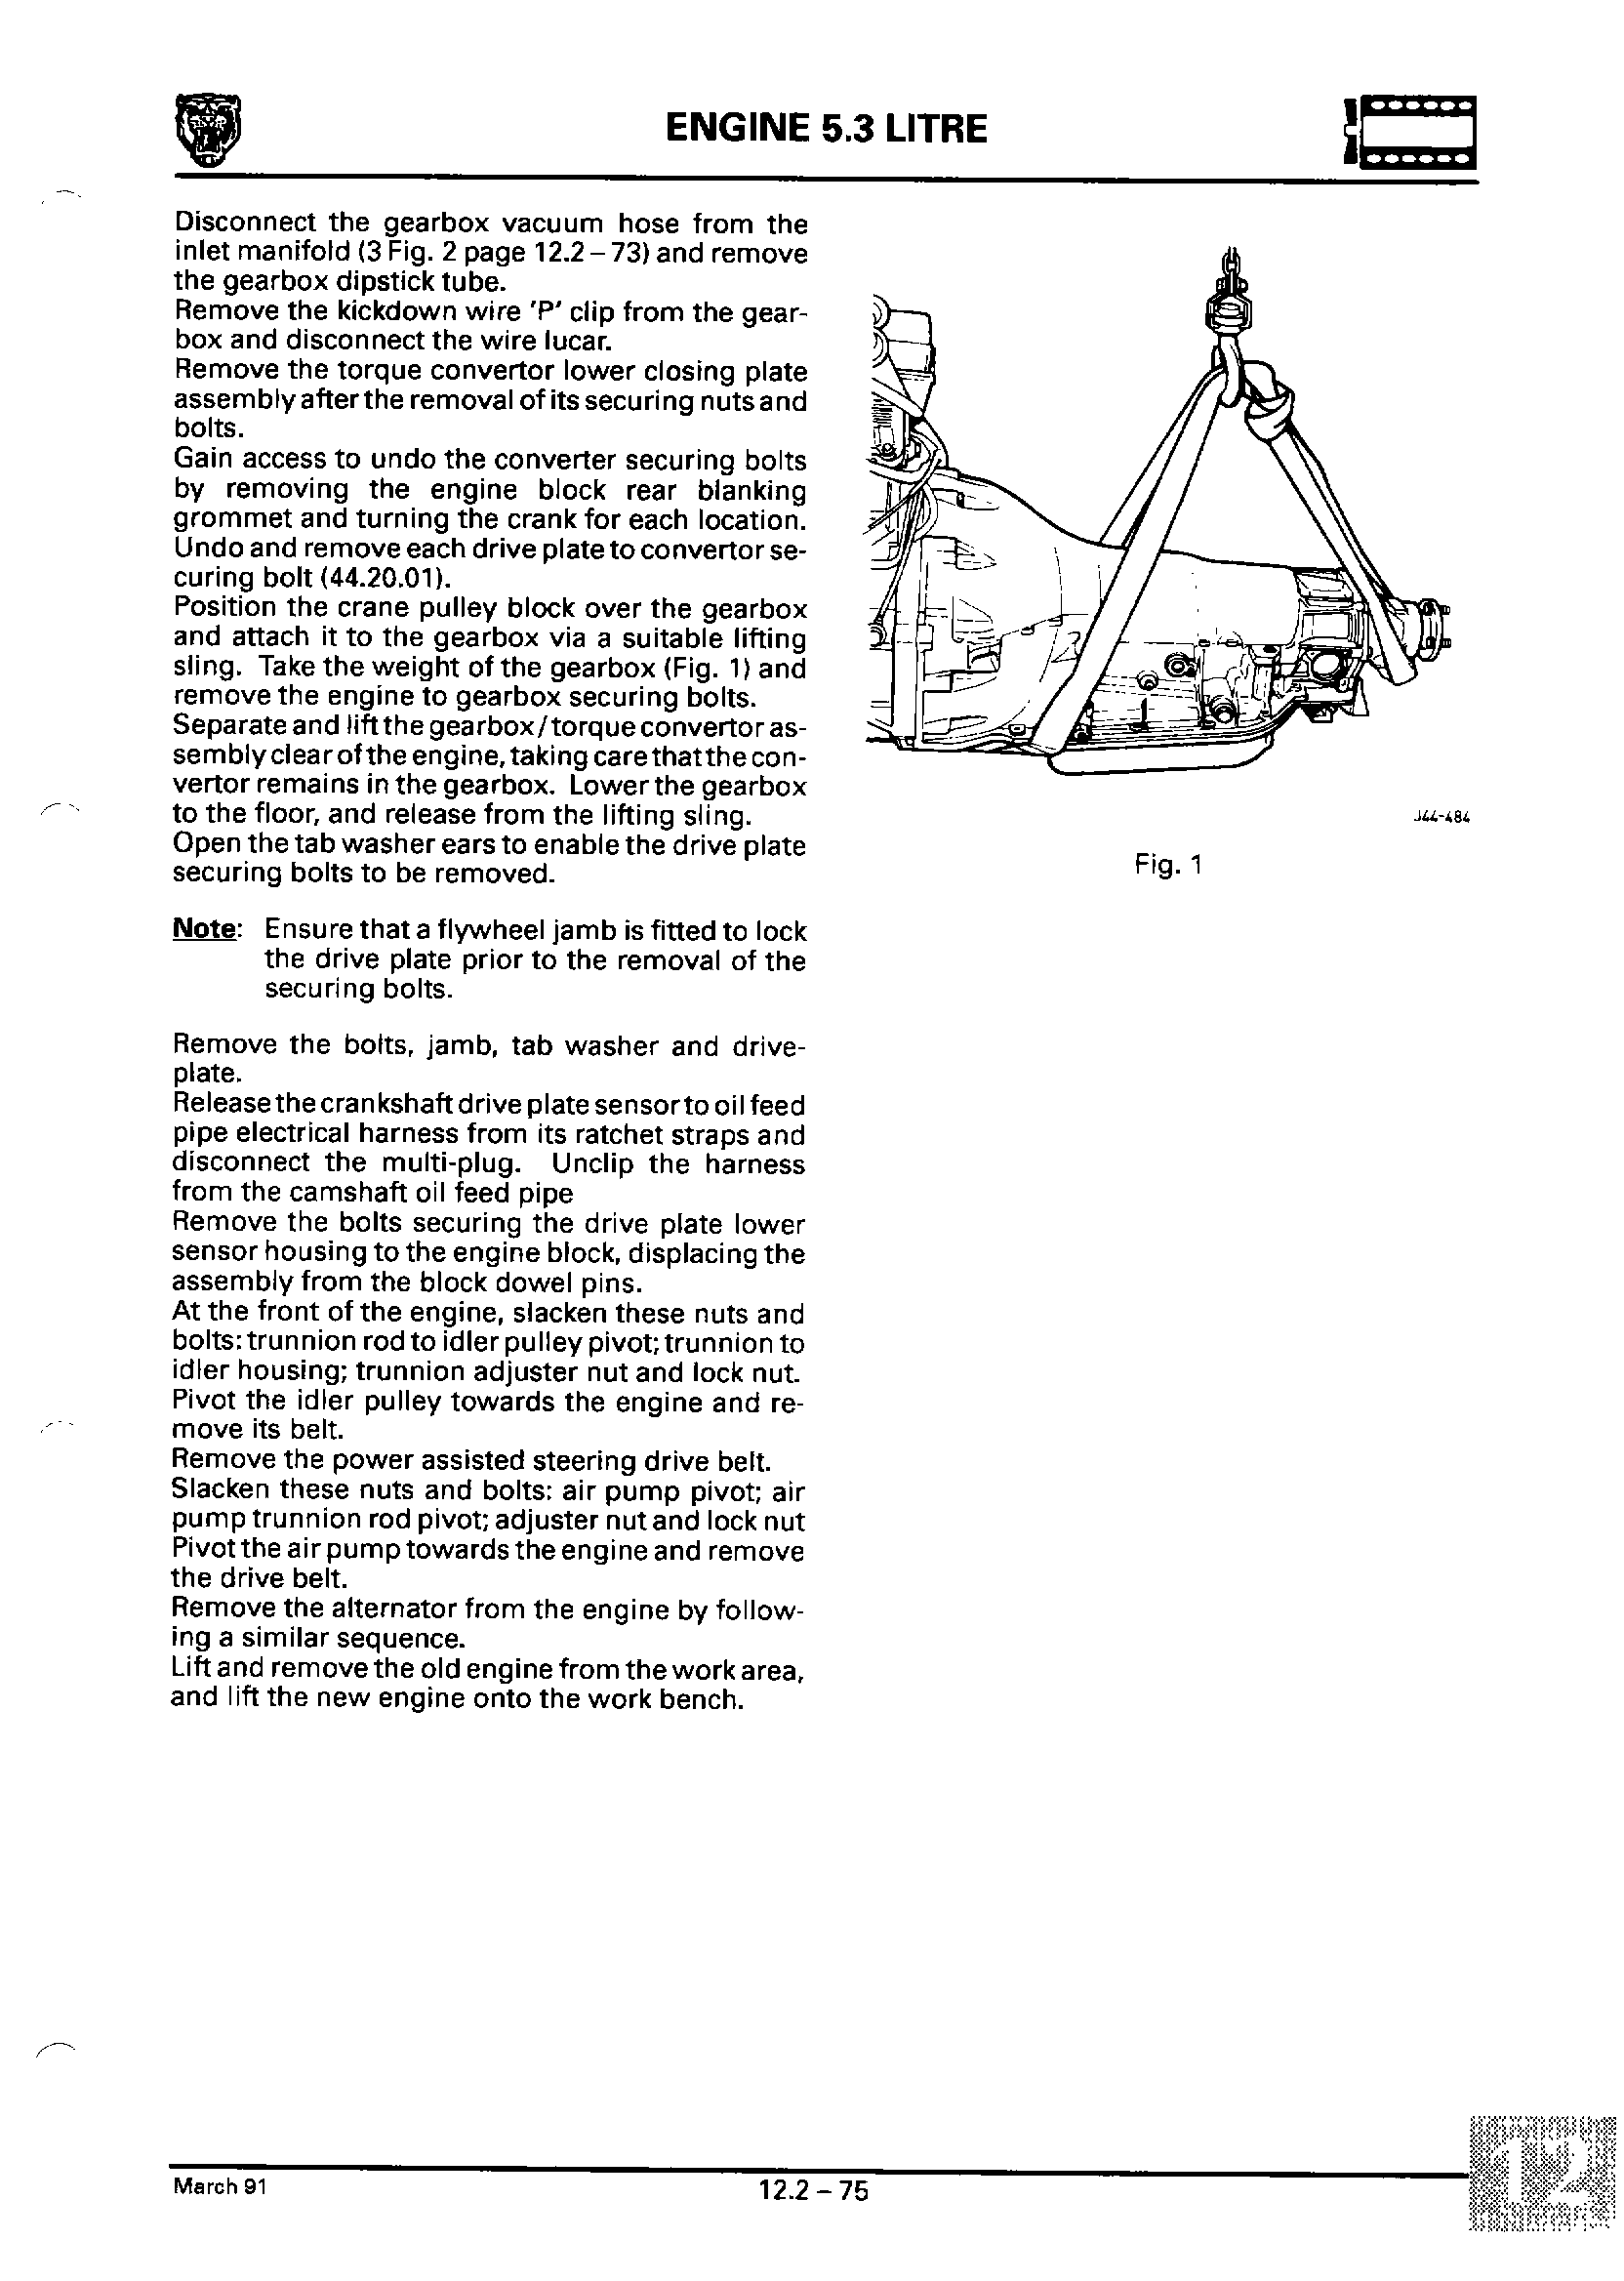 ENGINE 5.3 LITRE
Disconnect the gearbox vacuum hose from the
inlet manifold (3 Fig. 2 page 12.2 – 73) and remove
the gearbox dipstick tube.
Remove the kickdown wire 'P' clip from the gear-
box and disconnect the wire lucar.
Remove the torque convertor lower closing plate
assembly after the removal of its securing nuts and
bolts.
Gain access to undo the converter securing bolts
by removing the engine block rear blanking
grommet and turning the crank for each location.
Undo and remove each drive plate to convertor se-
curing bolt (44.20.01).
Position the crane pulley block over the gearbox
and attach it to the gearbox via a suitable lifting
sling. Take the weight of the gearbox (Fig. 1) and
remove the engine to gearbox securing bolts.
Separate and lift the gearbox/torque convertor as-
sembly clear of the engine, taking care that the con-
vertor remains in the gearbox. Lower the gearbox
to the floor, and release from the lifting sling.
Open the tab washer ears to enable the drive plate
securing bolts to be removed.
Note: Ensure that a flywheel jamb is fitted to lock
the drive plate prior to the removal of the
securing bolts.
Remove the bolts, jamb, tab washer and drive-
plate.
Release the crankshaft drive plate sensor to oil feed
pipe electrical harness from its ratchet straps and
disconnect the multi-plug. Unclip the harness
from the camshaft oil feed pipe
Remove the bolts securing the drive plate lower
sensor housing to the engine block, displacing the
assembly from the block dowel pins.
At the front of the engine, slacken these nuts and
bolts: trunnion rod to idler pulley pivot; trunnion to
idler housing; trunnion adjuster nut and lock nut.
Pivot the idler pulley towards the engine and re-
move its belt.
Remove the power assisted steering drive belt.
Slacken these nuts and bolts: air pump pivot; air
pump trunnion rod pivot; adjuster nut and lock nut
Pivot the air pump towards the engine and remove
the drive belt.
Remove the alternator from the engine by follow-
ing a similar sequence.
Lift and remove the old engine from the work area,
and lift the new engine onto the work bench.
J44-484
Fig. 1
March 91
12.2 – 75
12